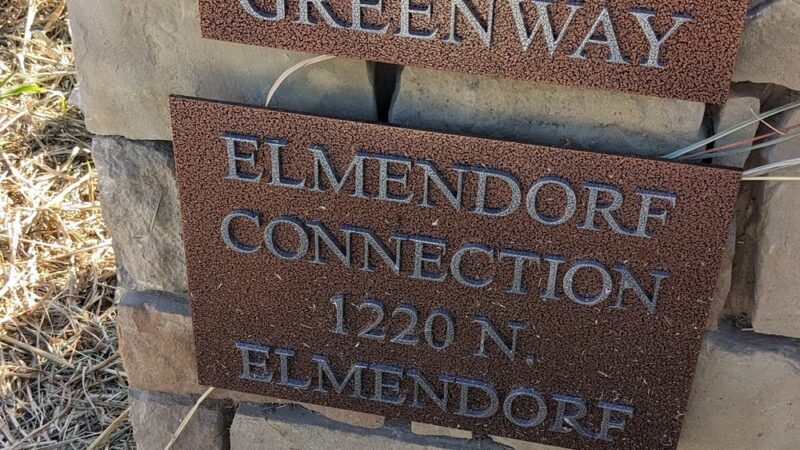 GREENWAY
ELMENDORF
CONNECTION
1220 N.
ELMENDORF